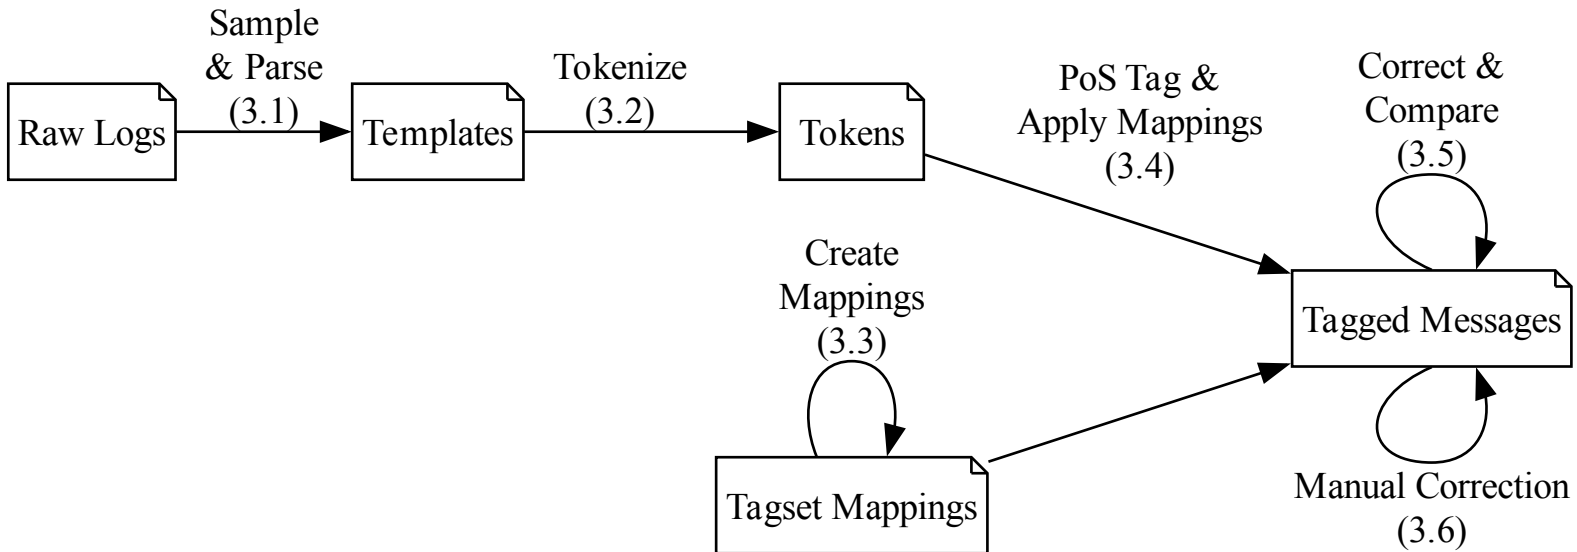 Sample
& Parse
(3.1)
Raw Logs
Templates
Tokenize
(3.2)
Tokens
PoS Tag &
Apply Mappings
(3.4)
Correct &
Compare
(3.5)
Create
Mappings
(3.3)
Tagged Messages
Tagset Mappings
Manual Correction
(3.6)